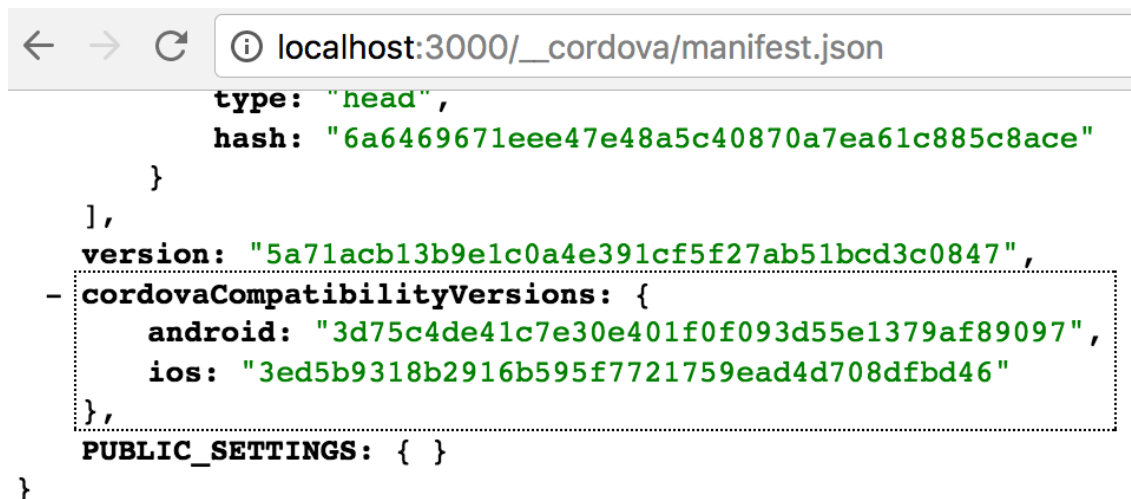 localhost:3000/__cordova/manifest.json
type: "head",
hash: "6a6469671eee47e48a5c40870a7ea61c885c8ace"
}
],
version: "5a71acb13b9e1c0a4e391cf5f27ab51bcd3c0847",
- cordovaCompatibilityVersions: {
android: "3d75c4de41c7e30e401f0f093d55e1379af89097",
ios: "3ed5b9318b2916b595f7721759ead4d708dfbd46"
},
PUBLIC_SETTINGS: { }
}